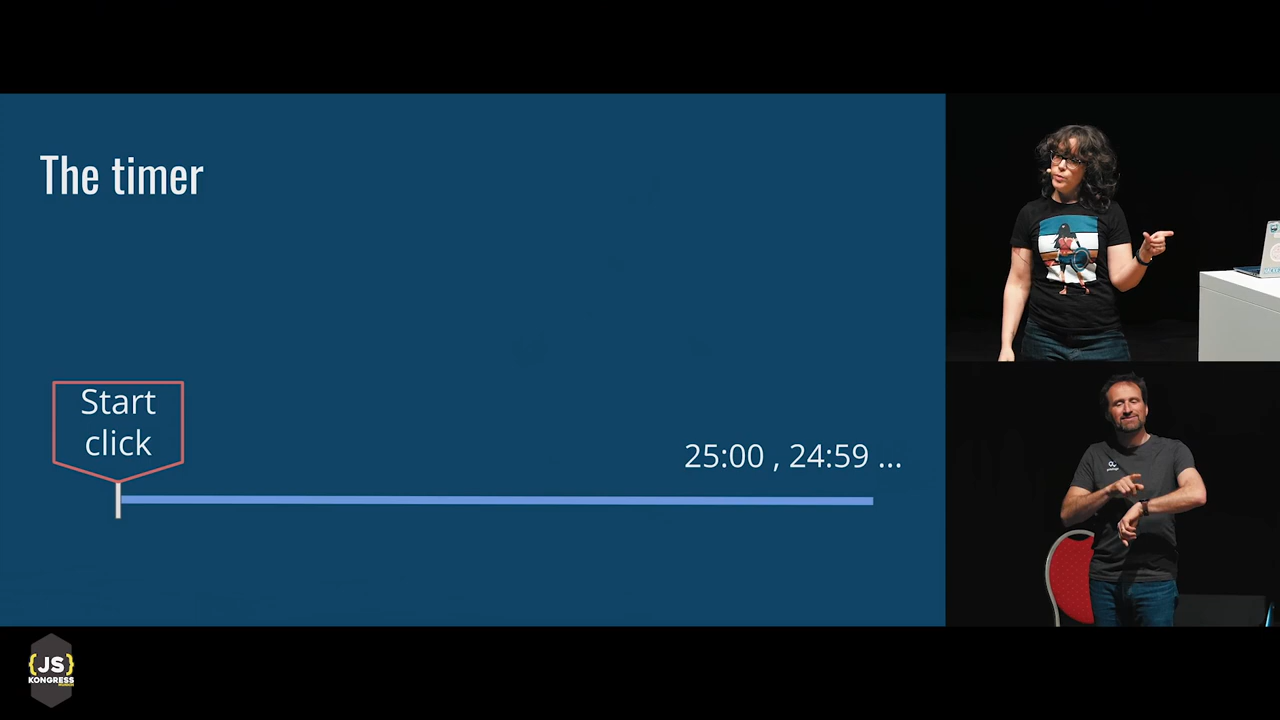 The timer
Start
click
25:00 , 24:59 ...
{JS}
KONGRESS